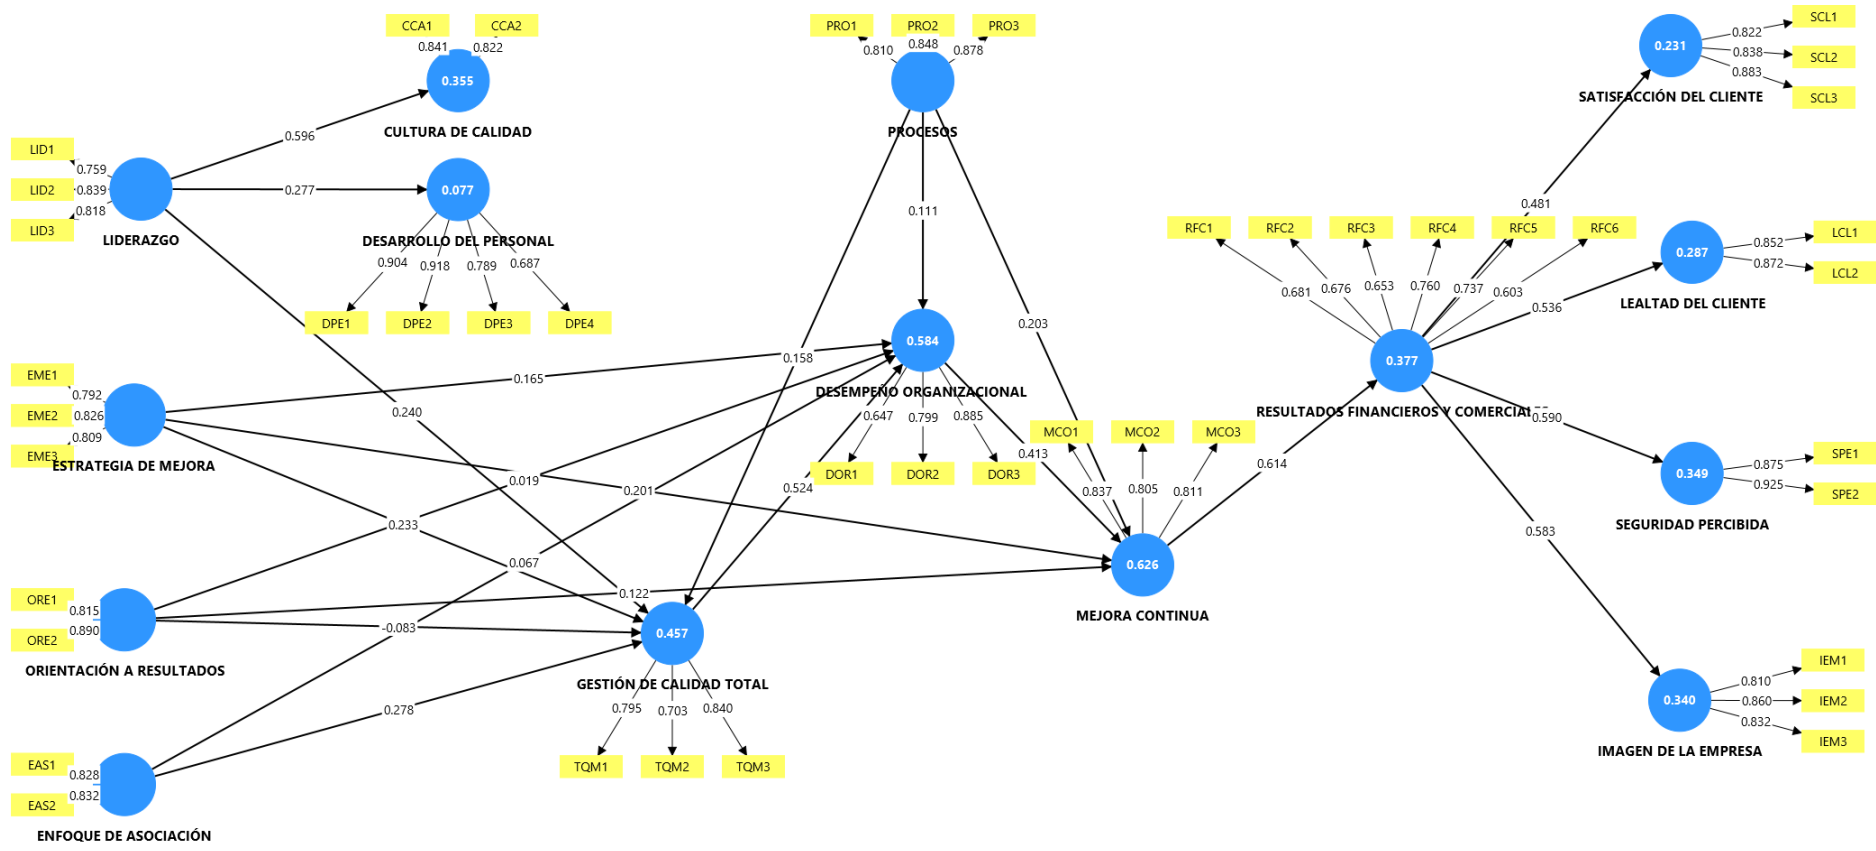 CCA1
CCA2
0.841
0.822
0.355
CULTURA DE CALIDAD
0.596
LID1
LID2
LID3
0.759
0.839
0.818
LIDERAZGO
0.277
0.077
DESARROLLO DEL PERSONAL
0.904
0.918
0.789
0.687
DPE1
DPE2
DPE3
DPE4
PRO1
PRO2
PRO3
0.810
0.848
0.878
PROCESOS
0.111
0.158
0.203
0.240
EME1
EME2
EME3
0.792
0.826
0.809
ESTRATEGIA DE MEJORA
0.165
0.584
DESEMPEÑO ORGANIZACIONAL
0.647
0.799
0.885
DOR1
DOR2
DOR3
0.413
0.019
0.201
0.524
0.233
0.067
0.122
-0.083
0.278
ORE1
ORE2
0.815
0.890
ORIENTACIÓN A RESULTADOS
EAS1
EAS2
0.828
0.832
ENFOQUE DE ASOCIACIÓN
0.457
GESTIÓN DE CALIDAD TOTAL
0.795
0.703
0.840
TQM1
TQM2
TQM3
MCO1
MCO2
MCO3
0.837
0.805
0.811
0.626
MEJORA CONTINUA
0.614
RFC1
RFC2
RFC3
RFC4
RFC5
RFC6
0.681
0.676
0.653
0.760
0.737
0.603
0.377
RESULTADOS FINANCIEROS Y COMERCIALES
0.481
0.536
0.590
0.583
0.231
SATISFACCIÓN DEL CLIENTE
0.822
0.838
0.883
SCL1
SCL2
SCL3
0.287
LEALTAD DEL CLIENTE
0.852
0.872
LCL1
LCL2
0.349
SEGURIDAD PERCIBIDA
0.875
0.925
SPE1
SPE2
0.340
IMAGEN DE LA EMPRESA
0.810
0.860
0.832
IEM1
IEM2
IEM3